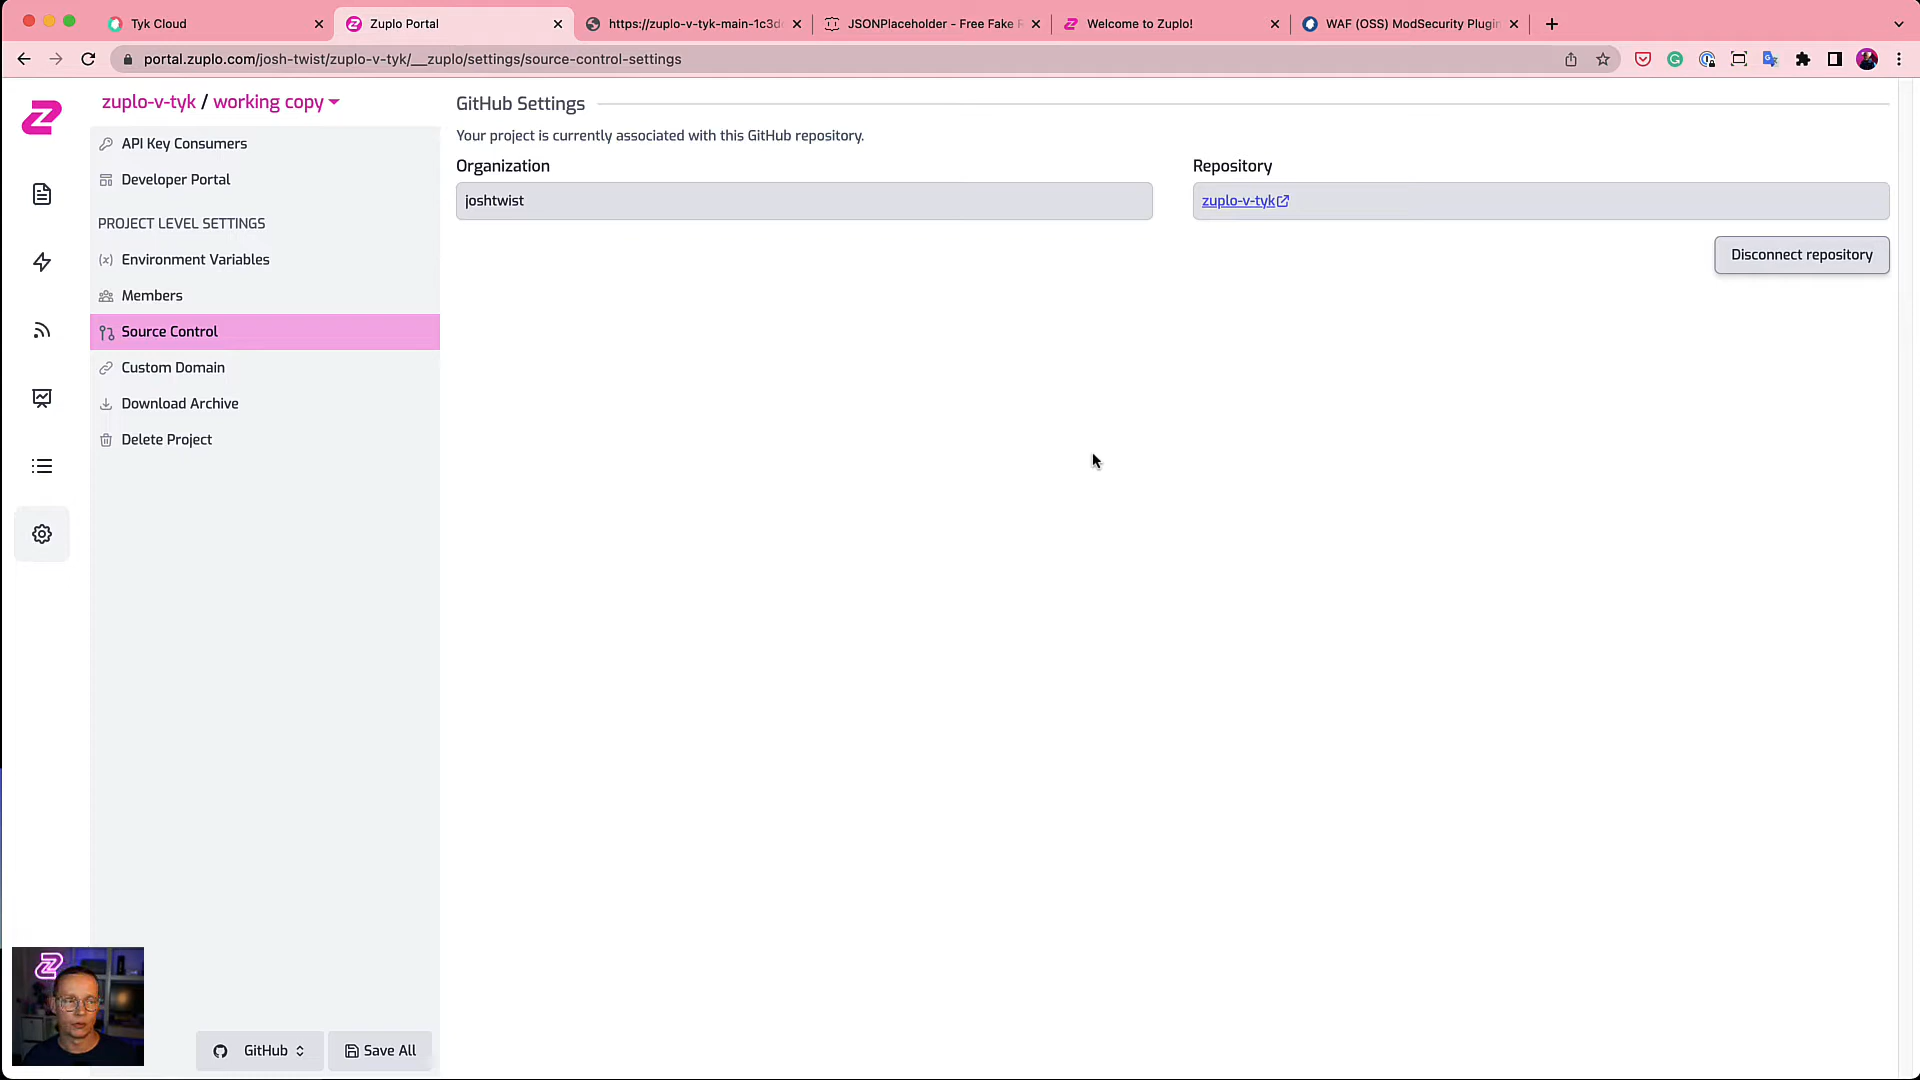 Tyk Cloud
Zuplo Portal
https://zuplo-v-tyk-main-1c3d
JSONPlaceholder - Free Fake R
Welcome to Zuplo!
WAF (OSS) ModSecurity Plugin
portal.zuplo.com/josh-twist/zuplo-v-tyk/__zuplo/settings/source-control-settings
zuplo-v-tyk / working copy
API Key Consumers
Developer Portal
PROJECT LEVEL SETTINGS
Environment Variables
Members
Source Control
Custom Domain
Download Archive
Delete Project
GitHub
Save All
GitHub Settings
Your project is currently associated with this GitHub repository.
Organization
joshtwist
Repository
zuplo-v-tyk
Disconnect repository